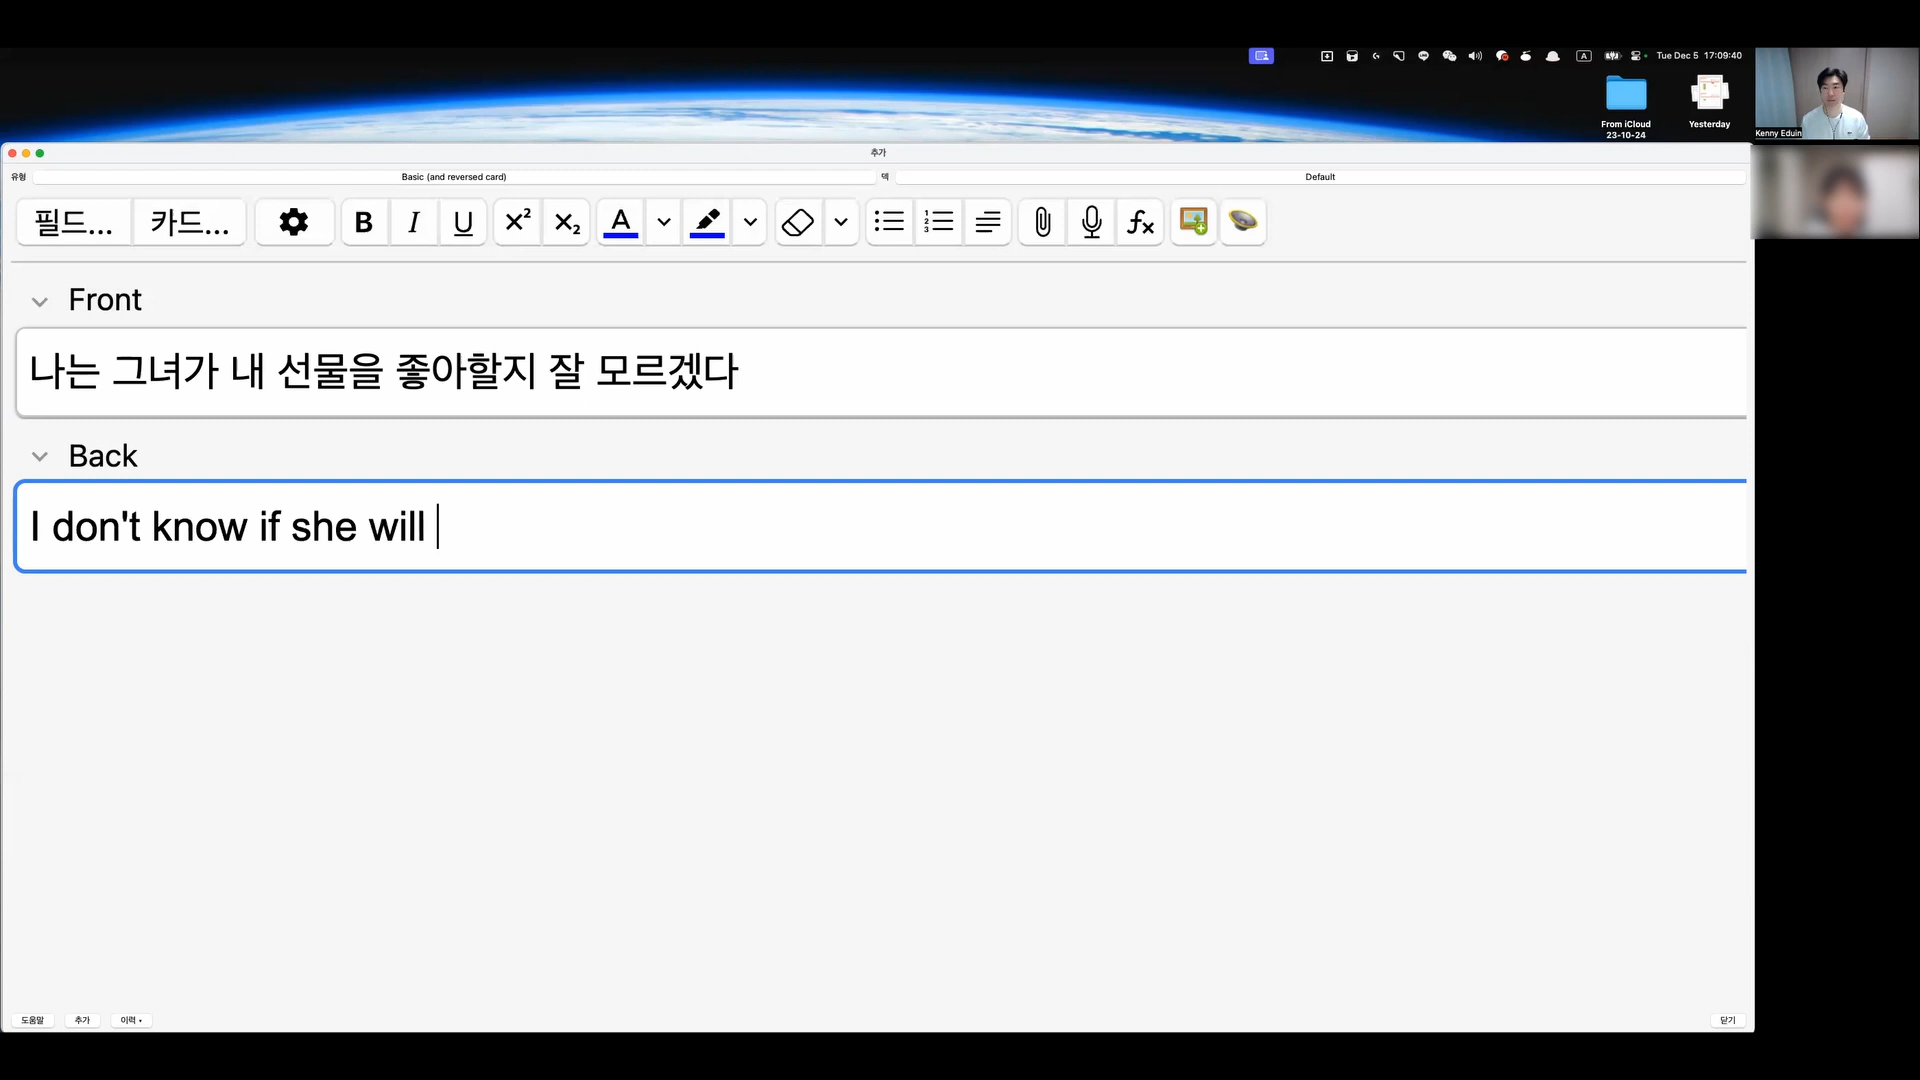 Tue Dec 5 17:09:40
From iCloud
23-10-24
Yesterday
Kenny Eduin
추가
유형
Basic (and reversed card)
덱
Default
필드...
카드...
Front
나는 그녀가 내 선물을 좋아할지 잘 모르겠다
Back
I don't know if she will
도움말
추가
이력
닫기